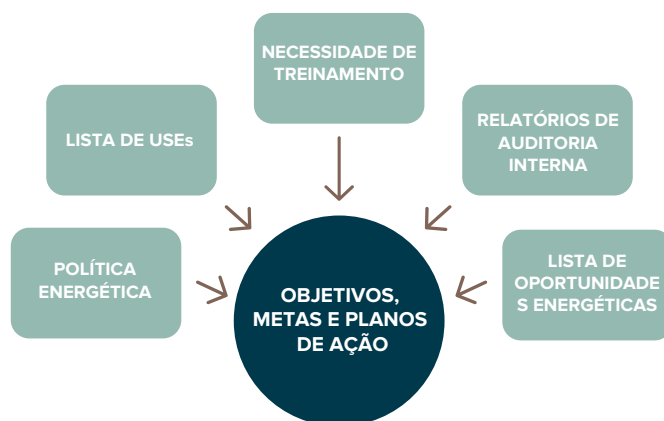 NECESSIDADE DE
TREINAMENTO
LISTA DE USEs
RELATÓRIOS DE
AUDITORIA
INTERNA
POLÍTICA
ENERGÉTICA
LISTA DE
OPORTUNIDADE
S ENERGÉTICAS
OBJETIVOS,
METAS E PLANOS
DE AÇÃO